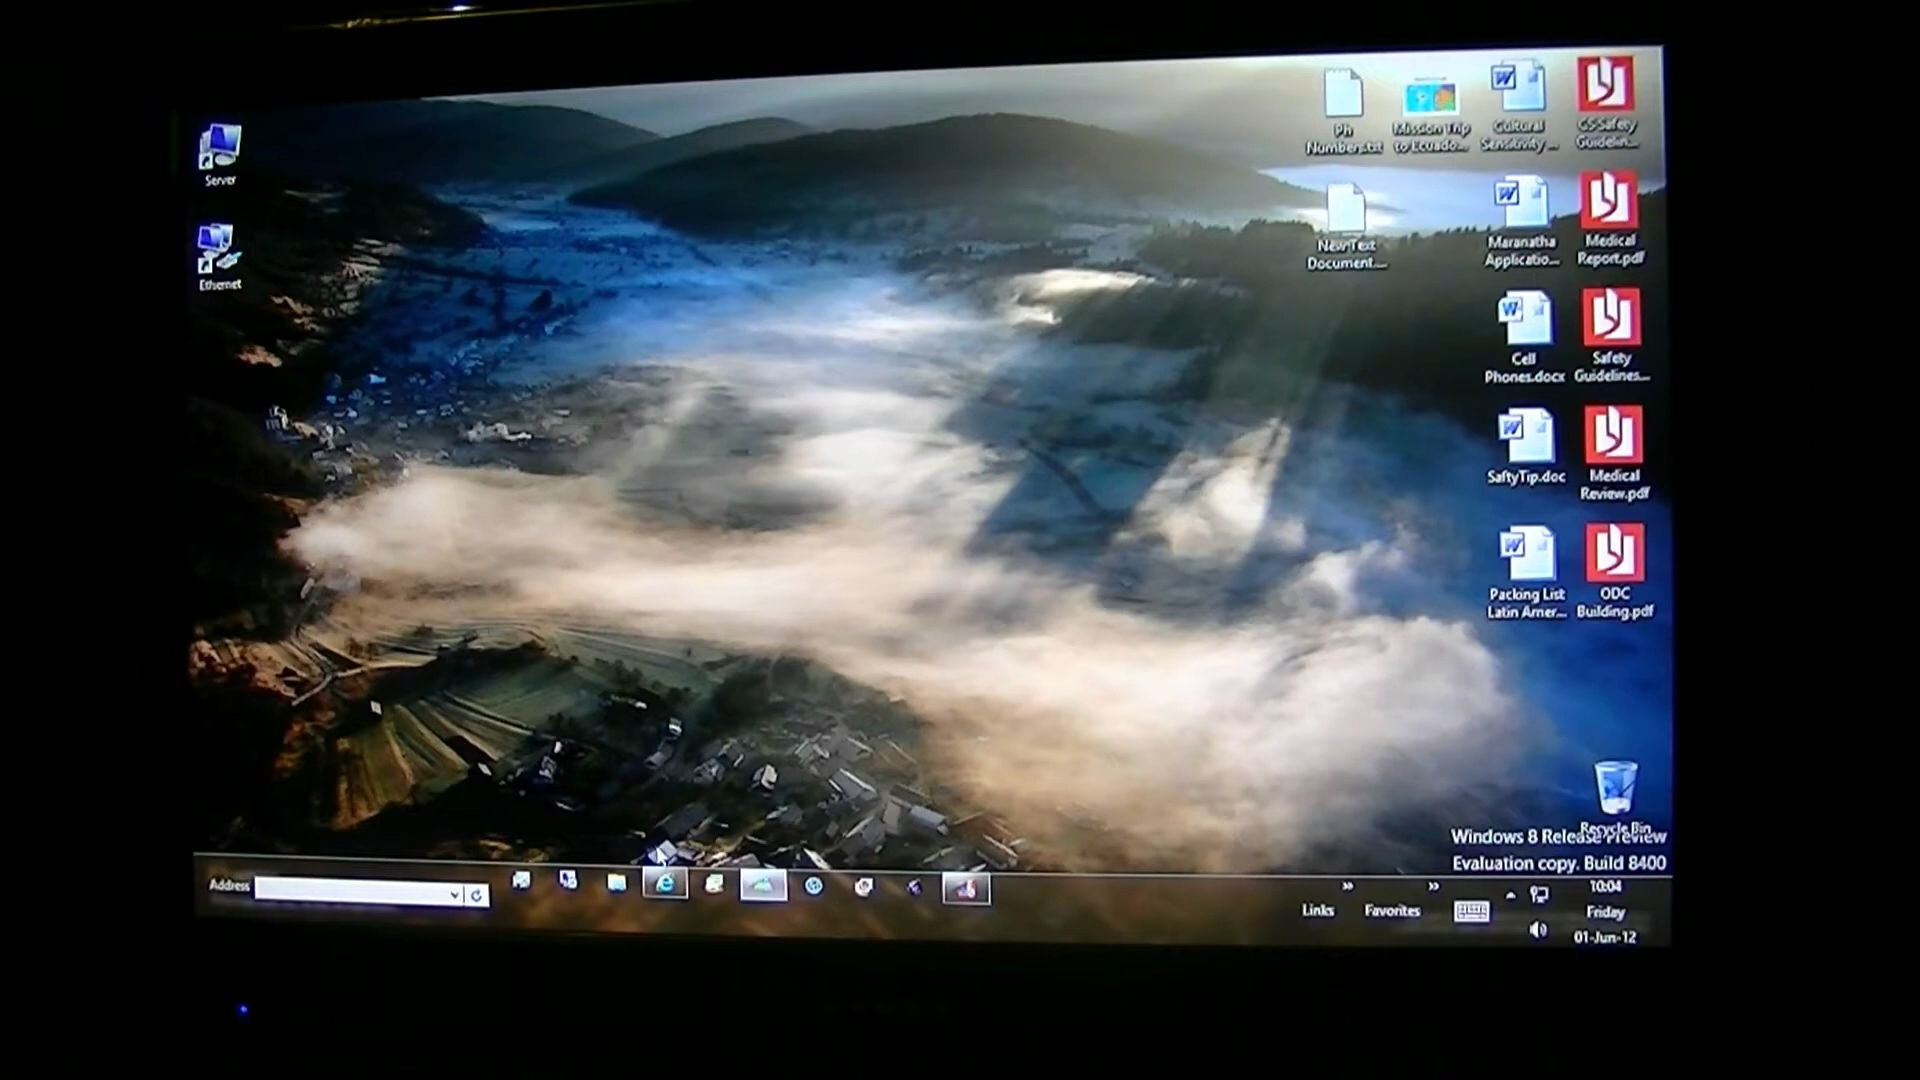 Server
Ethernet
Ph
Numbers.txt
Mission Trip
to Ecuado...
Cultural
Sensitivity ...
GS-Safety
Guidelin...
New Text
Document....
Maranatha
Applicatio...
Medical
Report.pdf
Cell
Phones.docx
Safety
Guidelines...
SaftyTip.doc
Medical
Review.pdf
Packing List
Latin Amer...
ODC
Building.pdf
Recycle Bin
Windows 8 Release Preview
Evaluation copy. Build 8400
Address
Links
Favorites
10:04
Friday
01-Jun-12